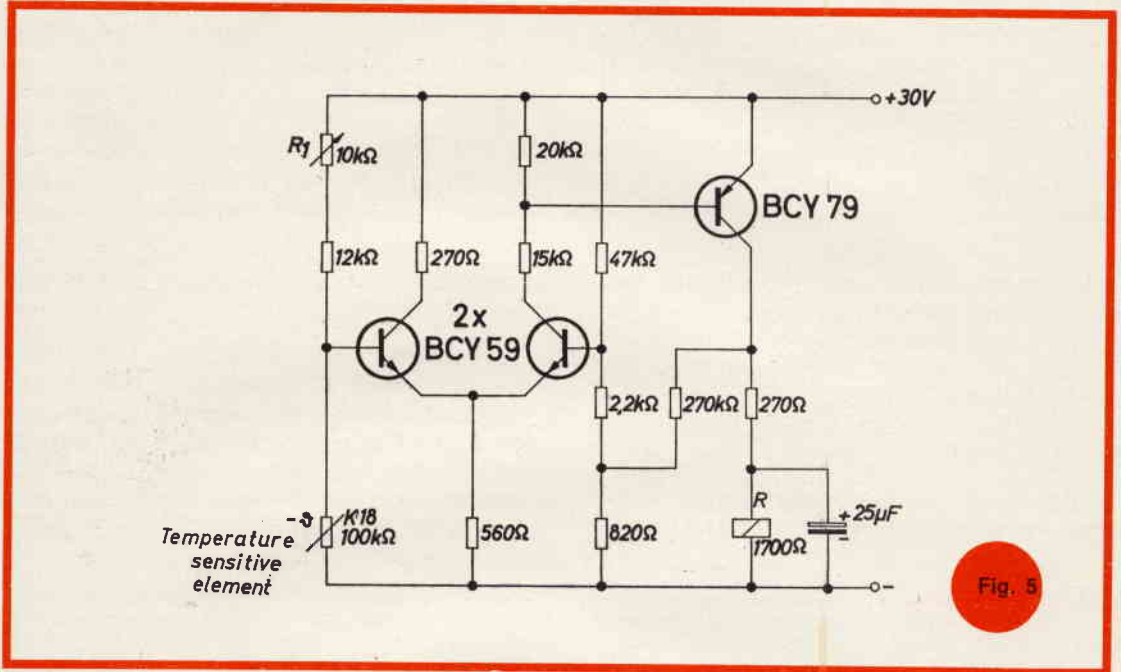 +30V
R1
10kΩ
20kΩ
BCY 79
12kΩ
270Ω
15kΩ
47kΩ
2x
BCY 59
2,2kΩ
270kΩ
270Ω
-ϑ
K18
100kΩ
Temperature
sensitive
element
560Ω
820Ω
R
1700Ω
+
25µF
-
-
Fig. 5